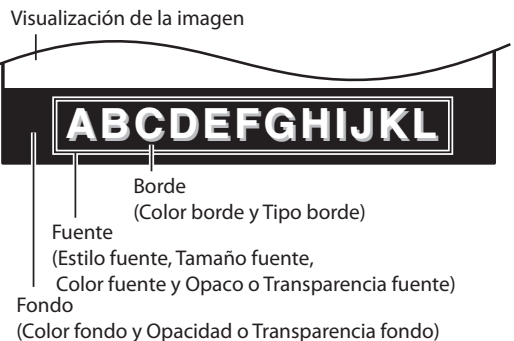 Visualización de la imagen
ABCDEFGHIJKL
Borde
(Color borde y Tipo borde)
Fuente
(Estilo fuente, Tamaño fuente,
Color fuente y Opaco o Transparencia fuente)
Fondo
(Color fondo y Opacidad o Transparencia fondo)